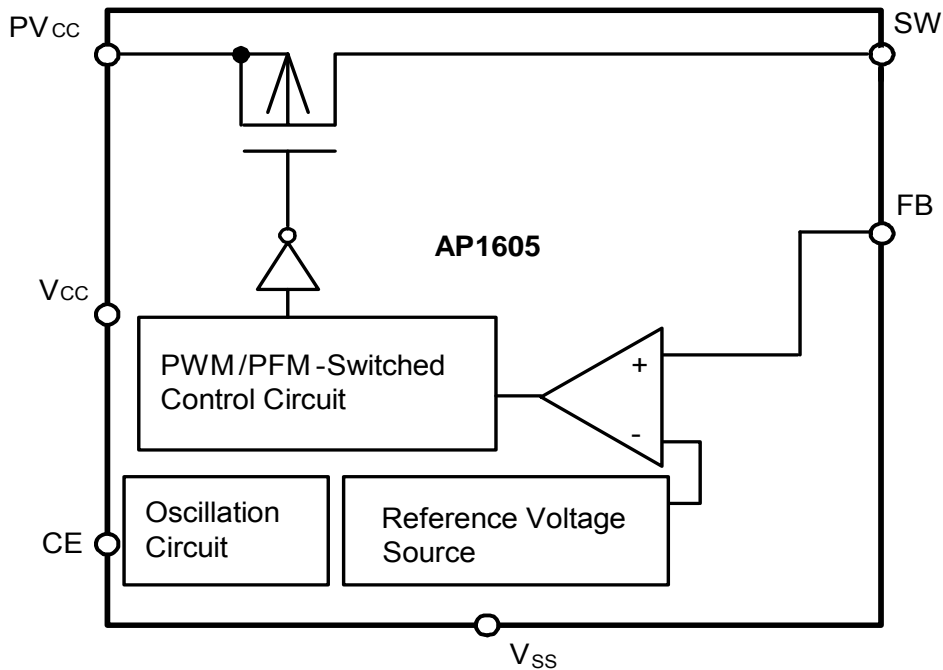 PVCC
SW
FB
AP1605
VCC
PWM/PFM-Switched
Control Circuit
+
-
Oscillation
Circuit
Reference Voltage
Source
CE
VSS